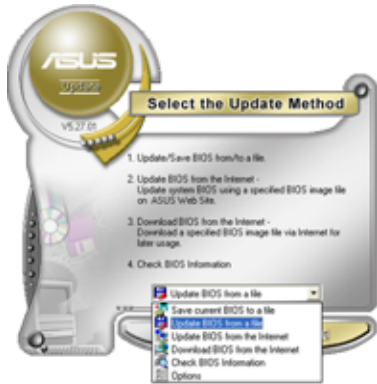 ASUS
Update
V5.27.01
Select the Update Method
1. Update/Save BIOS from/to a file.
2. Update BIOS from the Internet -
Update system BIOS using a specified BIOS image file
on ASUS Web Site.
3. Download BIOS from the Internet -
Download a specified BIOS image file via Internet for
later usage.
4. Check BIOS Information
Update BIOS from a file
Save current BIOS to a file
Update BIOS from a file
Update BIOS from the Internet
Download BIOS from the Internet
Check BIOS Information
Options